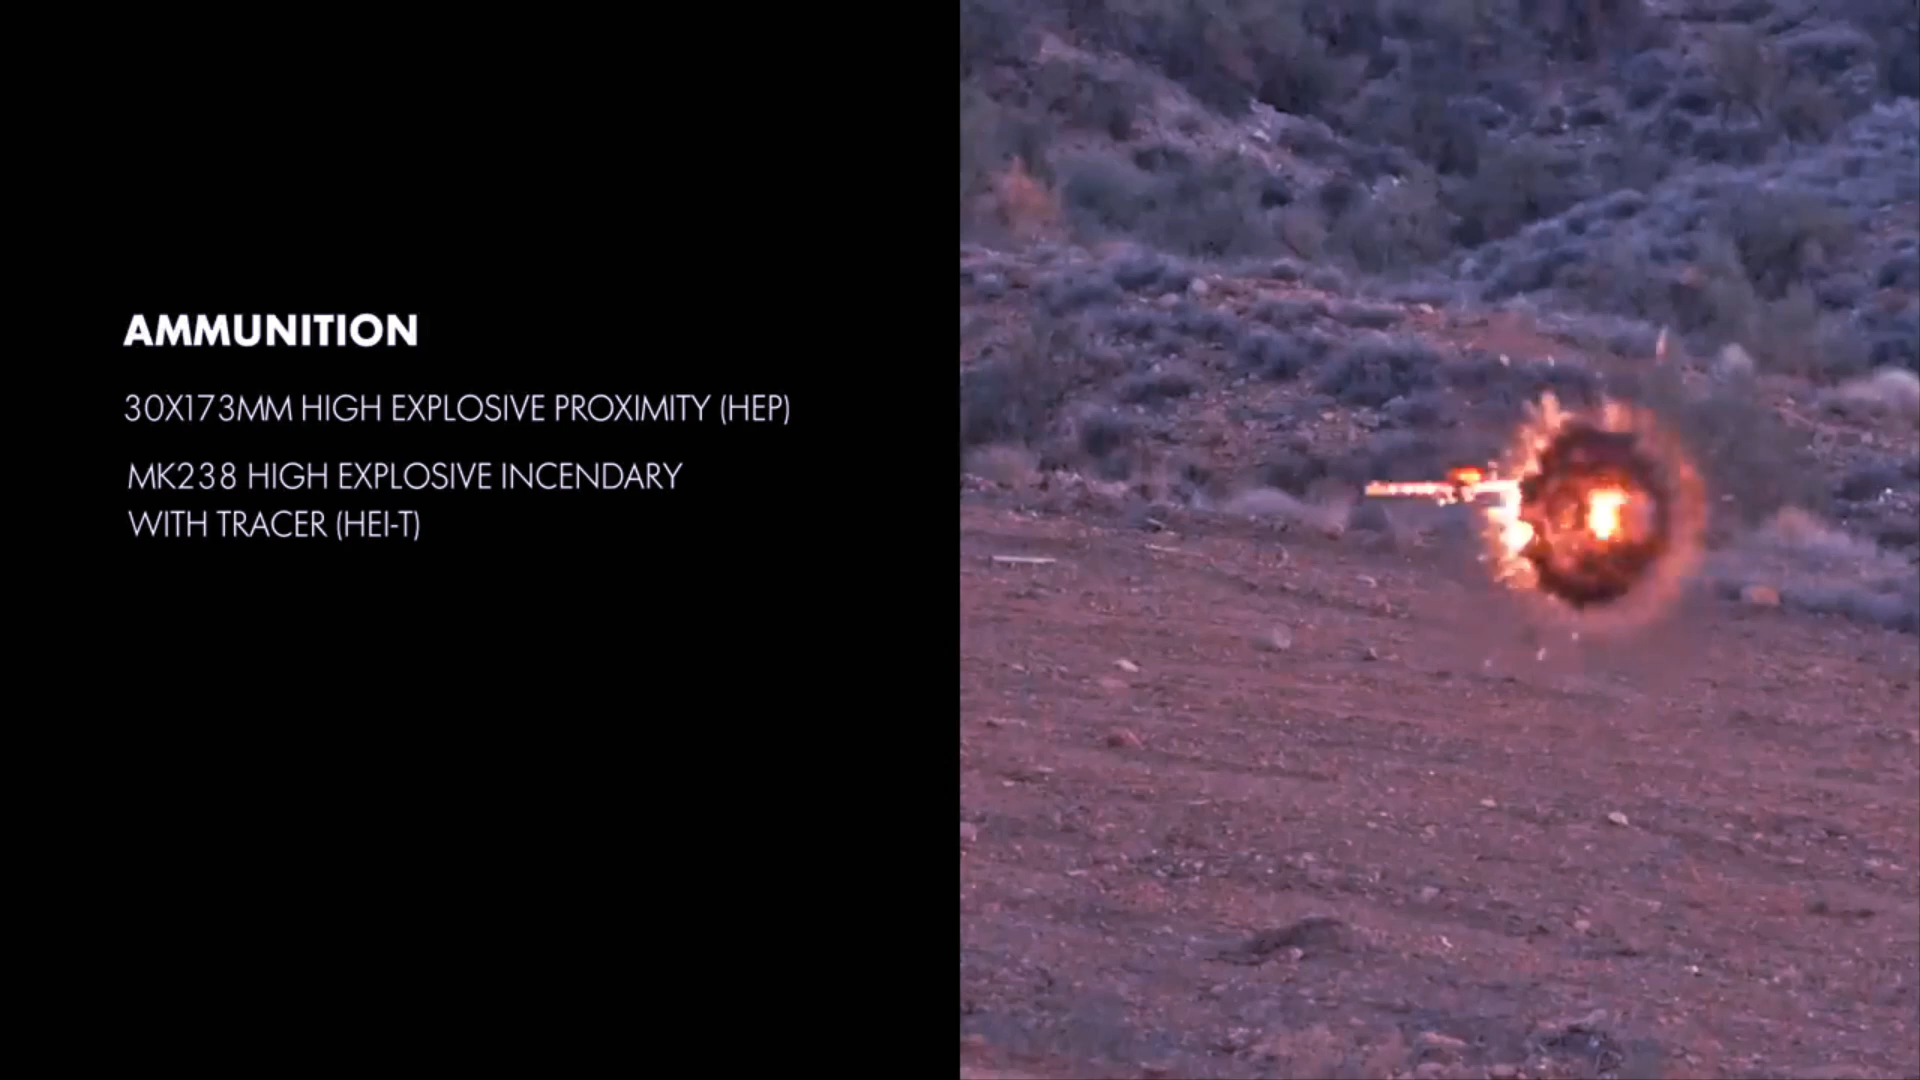 AMMUNITION
30X173MM HIGH EXPLOSIVE PROXIMITY (HEP)
MK238 HIGH EXPLOSIVE INCENDARY
WITH TRACER (HEI-T)